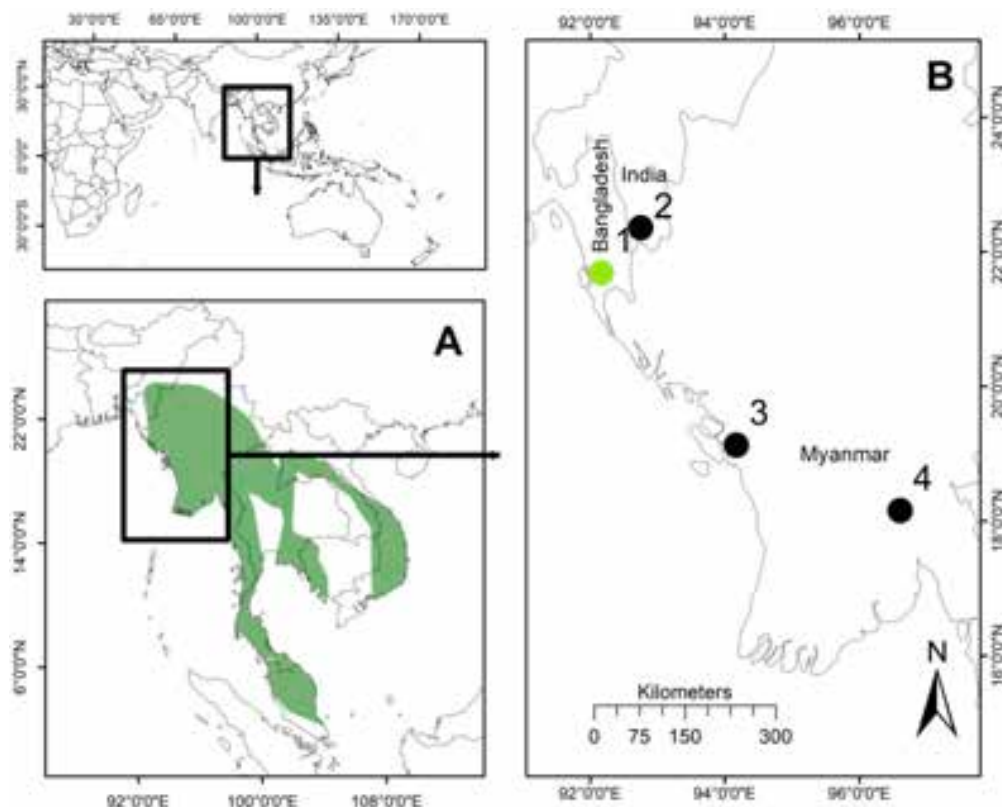 30°0'0"E 65°0'0"E 100°0'0"E 135°0'0"E 170°0'0"E
30°0'0"N
0°0'0"
30°0'0"S
A
22°0'0"N
14°0'0"N
6°0'0"N
92°0'0"E 100°0'0"E 108°0'0"E
92°0'0"E 94°0'0"E 96°0'0"E
B
24°0'0"N
22°0'0"N
20°0'0"N
18°0'0"N
16°0'0"N
Bangladesh
India
2
1
3
Myanmar
4
Kilometers
0 75 150 300
N
92°0'0"E 94°0'0"E 96°0'0"E